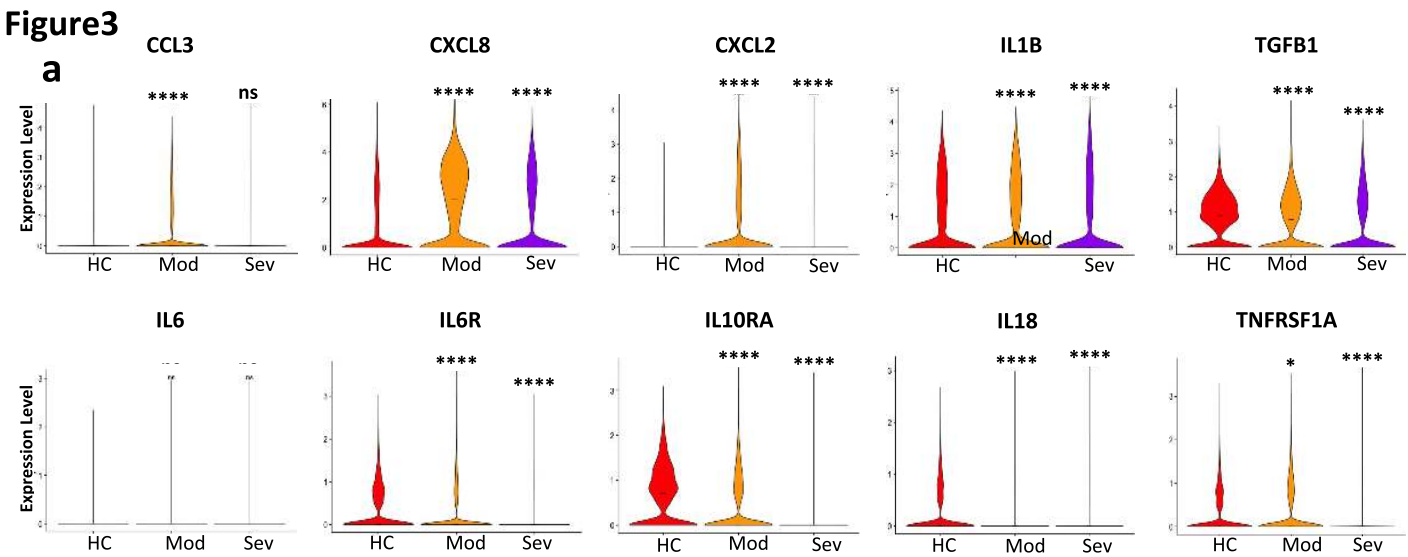 Figure3
a
CCL3
CXCL8
CXCL2
IL1B
TGFB1
**** ns
**** ****
**** ****
**** ****
**** ****
Expression Level
HC Mod Sev
HC Mod Sev
HC Mod Sev
HC Mod Sev
HC Mod Sev
IL6
IL6R
IL10RA
IL18
TNFRSF1A
ns ns
**** ****
**** ****
**** ****
* ****
Expression Level
HC Mod Sev
HC Mod Sev
HC Mod Sev
HC Mod Sev
HC Mod Sev